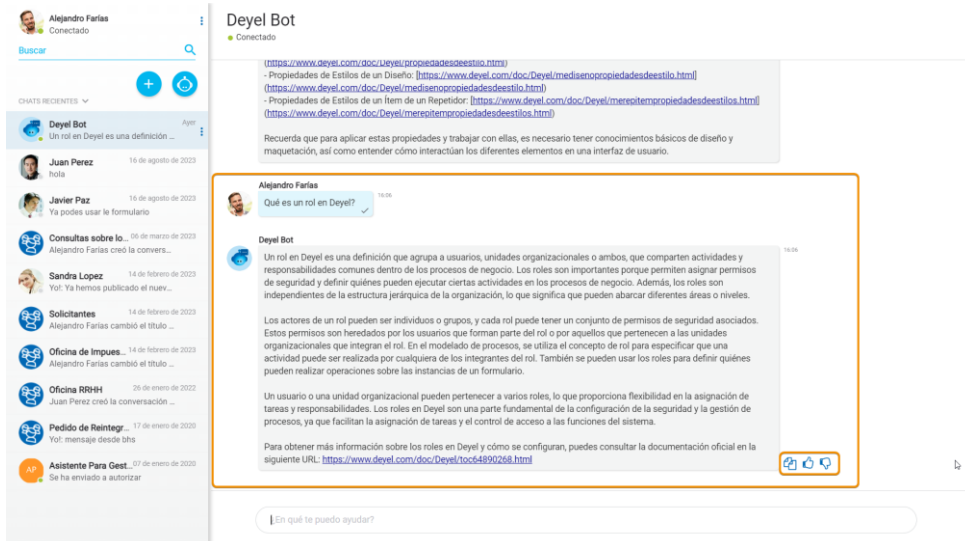 Alejandro Farías
Conectado
Buscar
CHATS RECIENTES
Deyel Bot
Ayer
Un rol en Deyel es una definición ...
Juan Perez
16 de agosto de 2023
hola
Javier Paz
16 de agosto de 2023
Ya podes usar le formulario
Consultas sobre lo...
06 de marzo de 2023
Alejandro Farías creó la convers...
Sandra Lopez
14 de febrero de 2023
Yo!: Ya hemos publicado el nuev...
Solicitantes
14 de febrero de 2023
Alejandro Farías cambió el título ...
Oficina de Impues...
14 de febrero de 2023
Alejandro Farías cambió el título ...
Oficina RRHH
26 de enero de 2022
Juan Perez creó la conversación ...
Pedido de Reintegr...
17 de enero de 2020
Yo!: mensaje desde bhs
AP
Asistente Para Gest...
07 de enero de 2020
Se ha enviado a autorizar
Deyel Bot
Conectado
(https://www.deyel.com/doc/Deyel/propiedadesdeestilo.html)
- Propiedades de Estilos de un Diseño: [https://www.deyel.com/doc/Deyel/medisenopropiedadesdeestilo.html]
(https://www.deyel.com/doc/Deyel/medisenopropiedadesdeestilo.html)
- Propiedades de Estilos de un Ítem de un Repetidor: [https://www.deyel.com/doc/Deyel/merepitempropiedadesdeestilos.html]
(https://www.deyel.com/doc/Deyel/merepitempropiedadesdeestilos.html)
Recuerda que para aplicar estas propiedades y trabajar con ellas, es necesario tener conocimientos básicos de diseño y
maquetación, así como entender cómo interactúan los diferentes elementos en una interfaz de usuario.
Alejandro Farías
Qué es un rol en Deyel?
16:06
Deyel Bot
16:06
Un rol en Deyel es una definición que agrupa a usuarios, unidades organizacionales o ambos, que comparten actividades y
responsabilidades comunes dentro de los procesos de negocio. Los roles son importantes porque permiten asignar permisos
de seguridad y definir quiénes pueden ejecutar ciertas actividades en los procesos de negocio. Además, los roles son
independientes de la estructura jerárquica de la organización, lo que significa que pueden abarcar diferentes áreas o niveles.
Los actores de un rol pueden ser individuos o grupos, y cada rol puede tener un conjunto de permisos de seguridad asociados.
Estos permisos son heredados por los usuarios que forman parte del rol o por aquellos que pertenecen a las unidades
organizacionales que integran el rol. En el modelado de procesos, se utiliza el concepto de rol para especificar que una
actividad puede ser realizada por cualquiera de los integrantes del rol. También se pueden usar los roles para definir quiénes
pueden realizar operaciones sobre las instancias de un formulario.
Un usuario o una unidad organizacional pueden pertenecer a varios roles, lo que proporciona flexibilidad en la asignación de
tareas y responsabilidades. Los roles en Deyel son una parte fundamental de la configuración de la seguridad y la gestión de
procesos, ya que facilitan la asignación de tareas y el control de acceso a las funciones del sistema.
Para obtener más información sobre los roles en Deyel y cómo se configuran, puedes consultar la documentación oficial en la
siguiente URL: https://www.deyel.com/doc/Deyel/toc64890268.html
¿En qué te puedo ayudar?